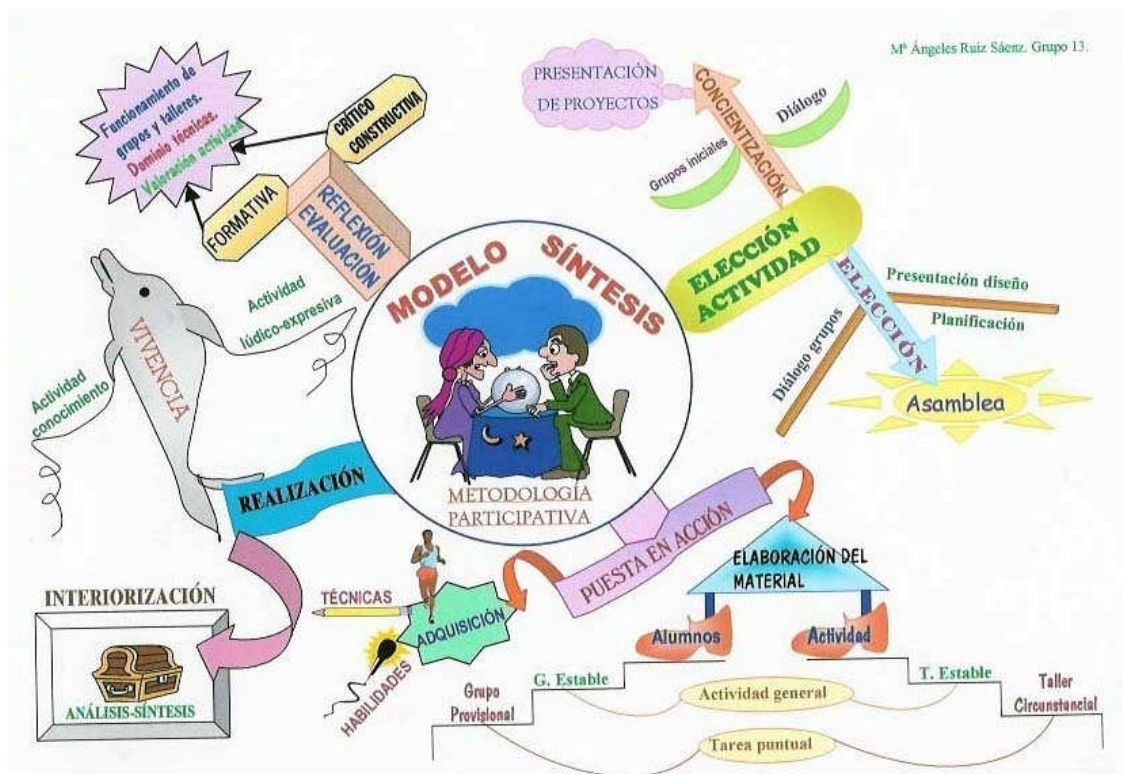 Mª Ángeles Ruiz Sáenz. Grupo 13.
MODELO SÍNTESIS
METODOLOGÍA
PARTICIPATIVA
ELECCIÓN
ACTIVIDAD
CONCIENTIZACIÓN
PRESENTACIÓN
DE PROYECTOS
Grupos iniciales
Diálogo
ELECCIÓN
Presentación diseño
Planificación
Diálogo grupos
Asamblea
PUESTA EN ACCIÓN
ELABORACIÓN DEL
MATERIAL
Alumnos
Actividad
G. Estable
T. Estable
Grupo
Provisional
Taller
Circunstancial
Actividad general
Tarea puntual
ADQUISICIÓN
TÉCNICAS
HABILIDADES
REALIZACIÓN
VIVENCIA
Actividad
conocimiento
Actividad
lúdico-expresiva
INTERIORIZACIÓN
ANÁLISIS-SÍNTESIS
REFLEXIÓN
EVALUACIÓN
FORMATIVA
CRÍTICO
CONSTRUCTIVA
Funcionamiento de
grupos y talleres.
Dominio técnicas.
Valoración actividad